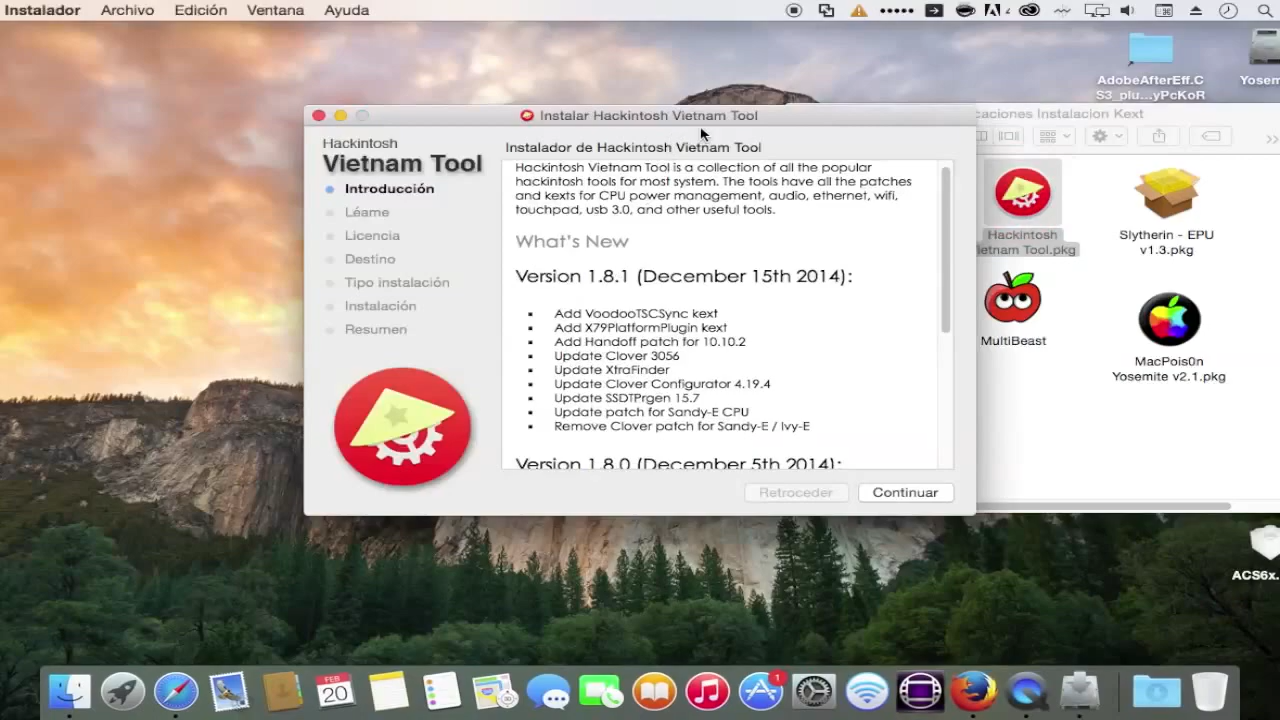 Instalador Archivo Edición Ventana Ayuda
AdobeAfterEff.C
S3_plu...yPcKoR
Yosem
Instalar Hackintosh Vietnam Tool
caciones Instalacion Kext
Hackintosh
Vietnam Tool
Introducción
Léame
Licencia
Destino
Tipo instalación
Instalación
Resumen
Instalador de Hackintosh Vietnam Tool
Hackintosh Vietnam Tool is a collection of all the popular
hackintosh tools for most system. The tools have all the patches
and kexts for CPU power management, audio, ethernet, wifi,
touchpad, usb 3.0, and other useful tools.
What's New
Version 1.8.1 (December 15th 2014):
Add VoodooTSCSync kext
Add X79PlatformPlugin kext
Add Handoff patch for 10.10.2
Update Clover 3056
Update XtraFinder
Update Clover Configurator 4.19.4
Update SSDTPrgen 15.7
Update patch for Sandy-E CPU
Remove Clover patch for Sandy-E / Ivy-E
Version 1.8.0 (December 5th 2014):
Retroceder
Continuar
Hackintosh
etnam Tool.pkg
Slytherin - EPU
v1.3.pkg
MultiBeast
MacPois0n
Yosemite v2.1.pkg
ACS6x.
FEB
20
1